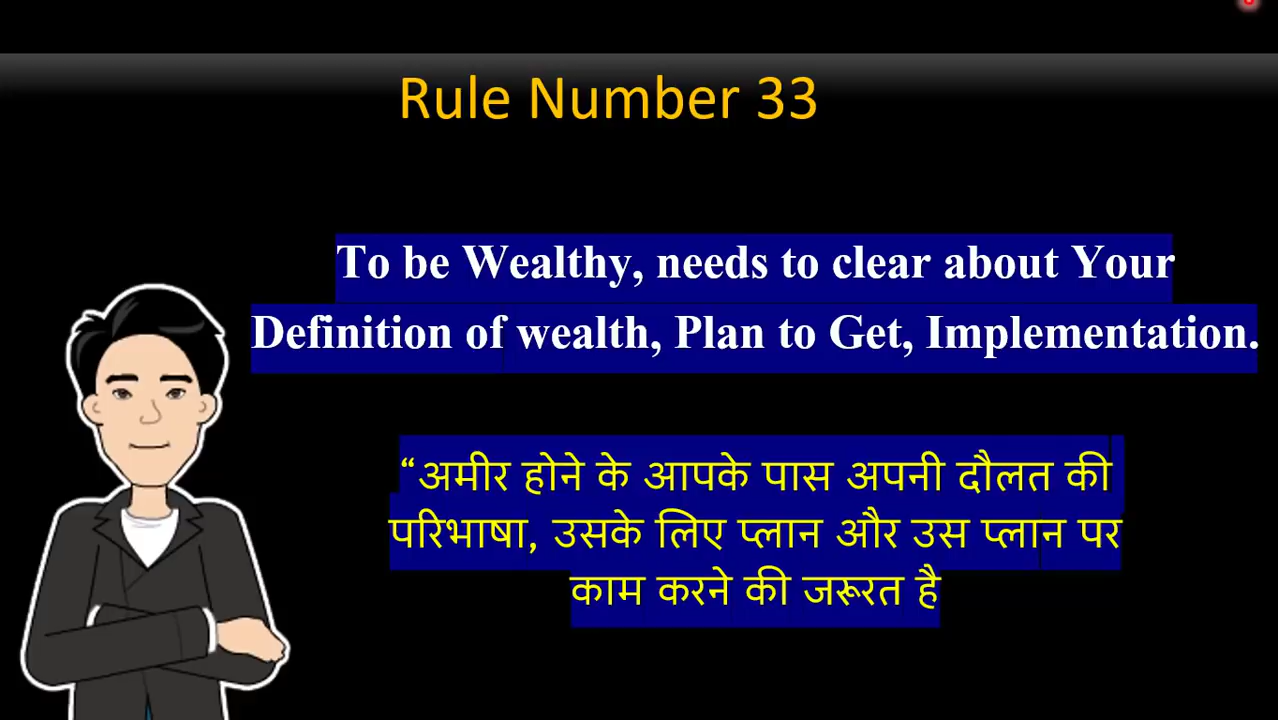 Rule Number 33
To be Wealthy, needs to clear about Your
Definition of wealth, Plan to Get, Implementation.
“अमीर होने के आपके पास अपनी दौलत की
परिभाषा, उसके लिए प्लान और उस प्लान पर
काम करने की जरूरत है